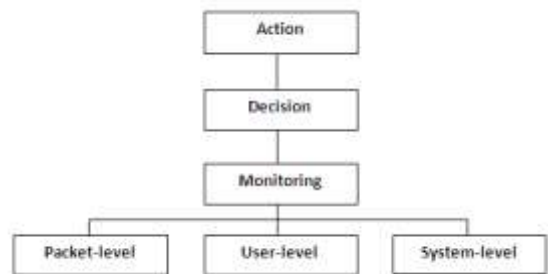 Action
Decision
Monitoring
Packet-level
User-level
System-level